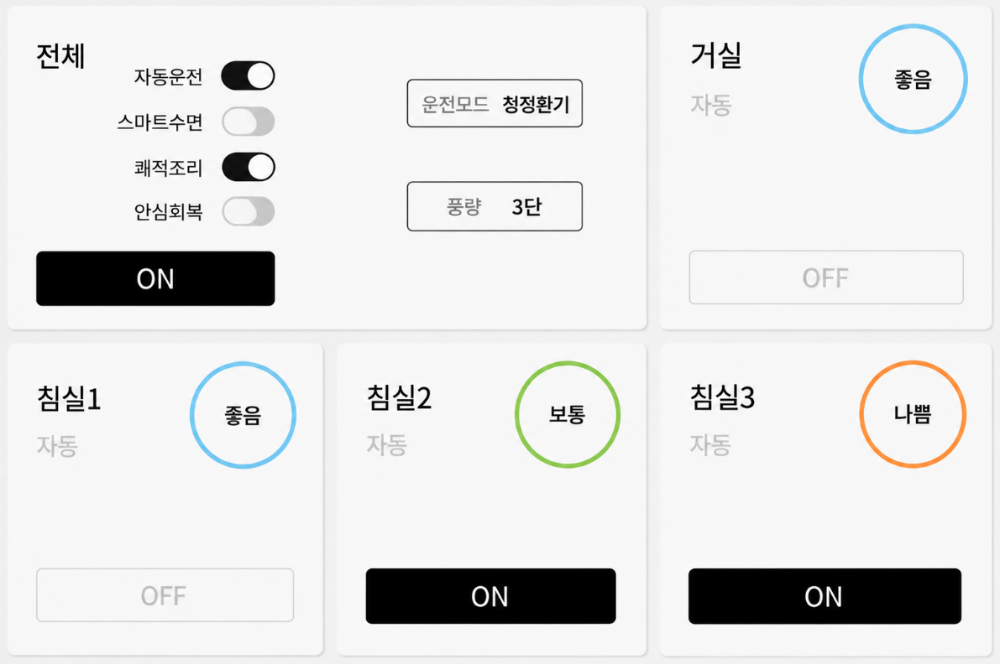 전체
자동운전
스마트수면
쾌적조리
안심회복
ON
운전모드 청정환기
풍량 3단
거실
자동
좋음
OFF
침실1
자동
좋음
OFF
침실2
자동
보통
ON
침실3
자동
나쁨
ON